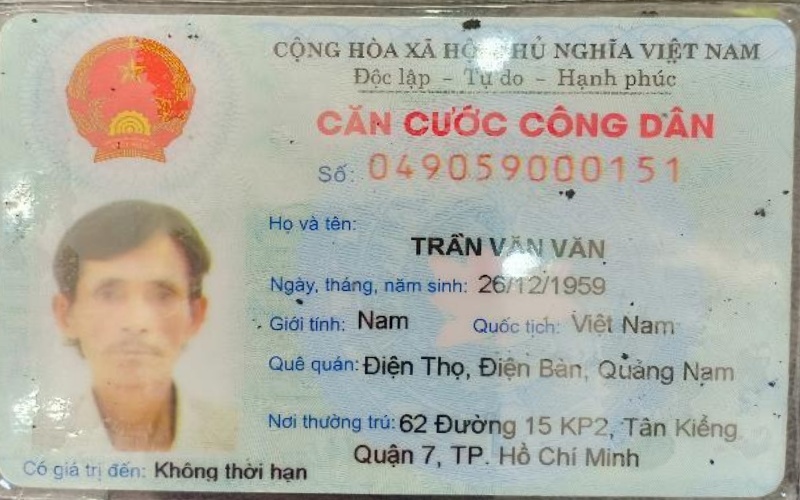 CỘNG HÒA XÃ HỘI CHỦ NGHĨA VIỆT NAM
Độc lập - Tự do - Hạnh phúc
CĂN CƯỚC CÔNG DÂN
Số: 049059000151
Họ và tên:
TRẦN VĂN VĂN
Ngày, tháng, năm sinh: 26/12/1959
Giới tính: Nam Quốc tịch: Việt Nam
Quê quán: Điện Thọ, Điện Bàn, Quảng Nam
Nơi thường trú: 62 Đường 15 KP2, Tân Kiểng
Quận 7, TP. Hồ Chí Minh
Có giá trị đến: Không thời hạn